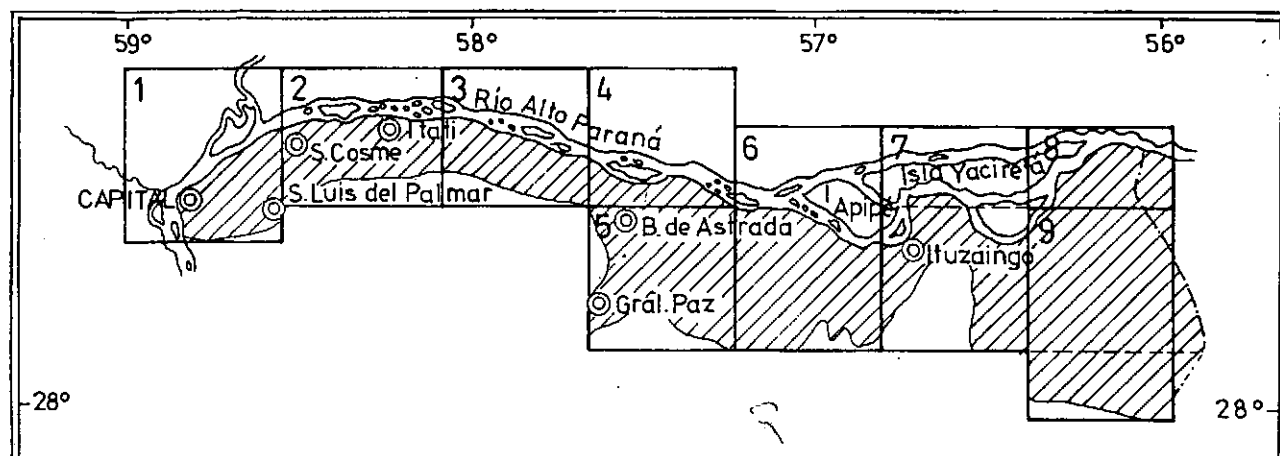 59° 58° 57° 56°
1 2 3 4
Río Alto Paraná
Itati
S. Cosme
6 7 8
Isla Yacireta
CAPITAL
S. Luis del Palmar
I. Apipé
5
B. de Astrada
9
Ituzaingo
Grál. Paz
28° 28°